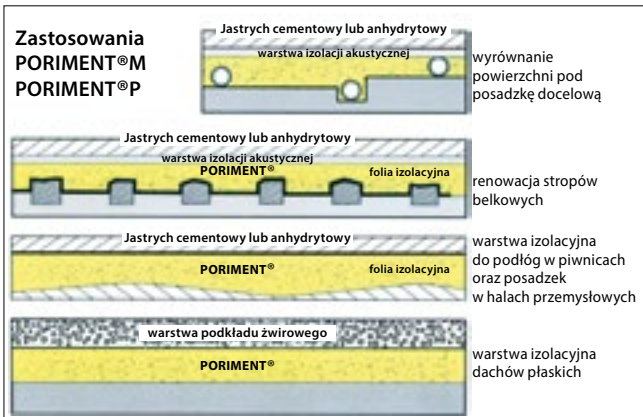 Zastosowania
PORIMENT®M
PORIMENT®P
Jastrych cementowy lub anhydrytowy
warstwa izolacji akustycznej
wyrównanie
powierzchni pod
posadzkę docelową
Jastrych cementowy lub anhydrytowy
warstwa izolacji akustycznej
PORIMENT®
folia izolacyjna
renowacja stropów
belkowych
Jastrych cementowy lub anhydrytowy
PORIMENT®
folia izolacyjna
warstwa izolacyjna
do podłóg w piwnicach
oraz posadzek
w halach przemysłowych
warstwa podkładu żwirowego
PORIMENT®
warstwa izolacyjna
dachów płaskich